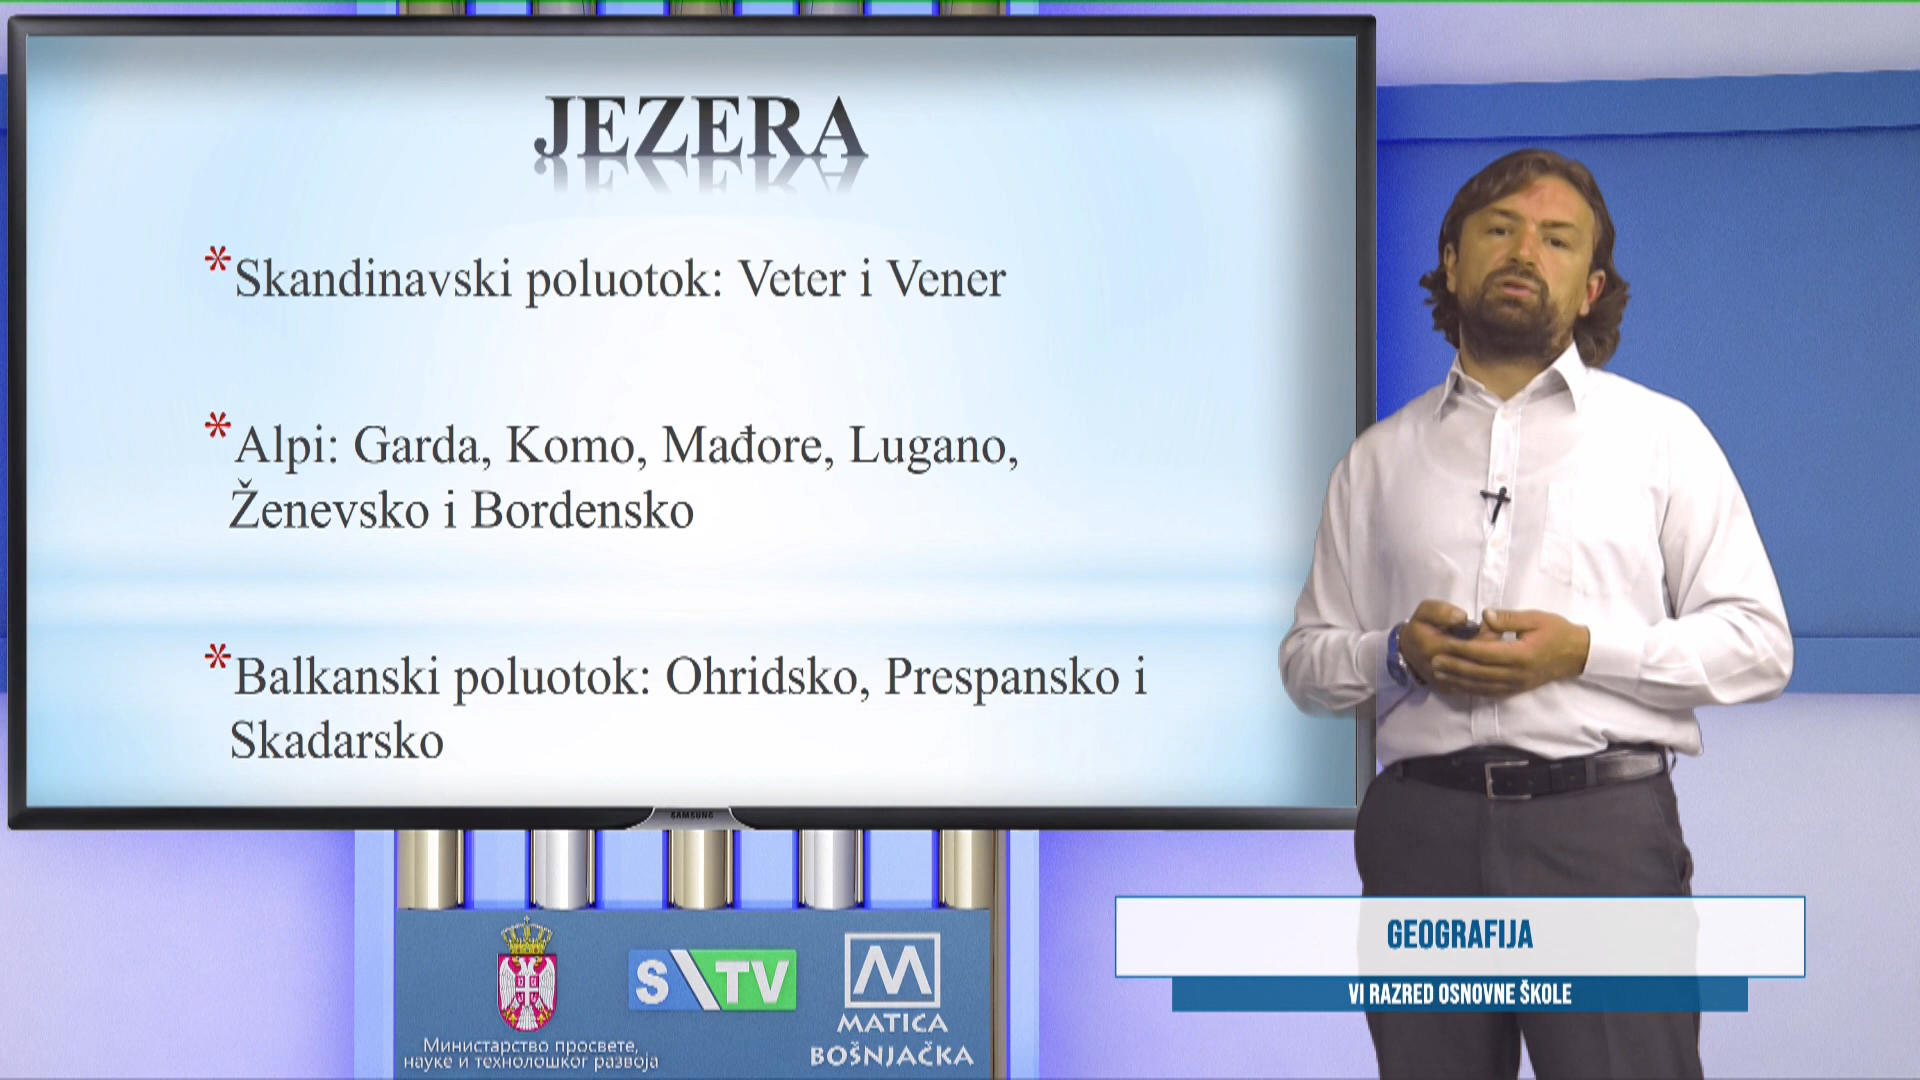 JEZERA
*Skandinavski poluotok: Veter i Vener
*Alpi: Garda, Komo, Mađore, Lugano,
Ženevsko i Bordensko
*Balkanski poluotok: Ohridsko, Prespansko i
Skadarsko
SAMSUNG
GEOGRAFIJA
VI RAZRED OSNOVNE ŠKOLE
Министарство просвете,
науке и технолошког развоја
S TV
M
MATICA
BOŠNJAČKA